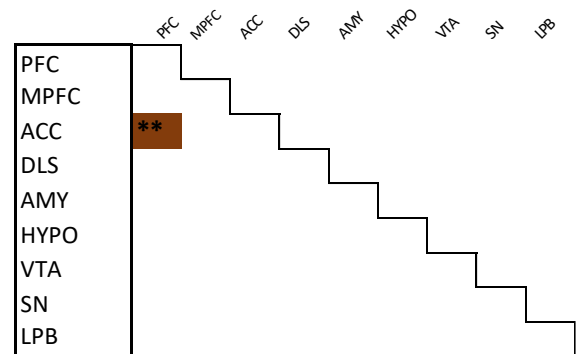 PFC MPFC ACC DLS AMY HYPO VTA SN LPB
PFC
MPFC
ACC **
DLS
AMY
HYPO
VTA
SN
LPB